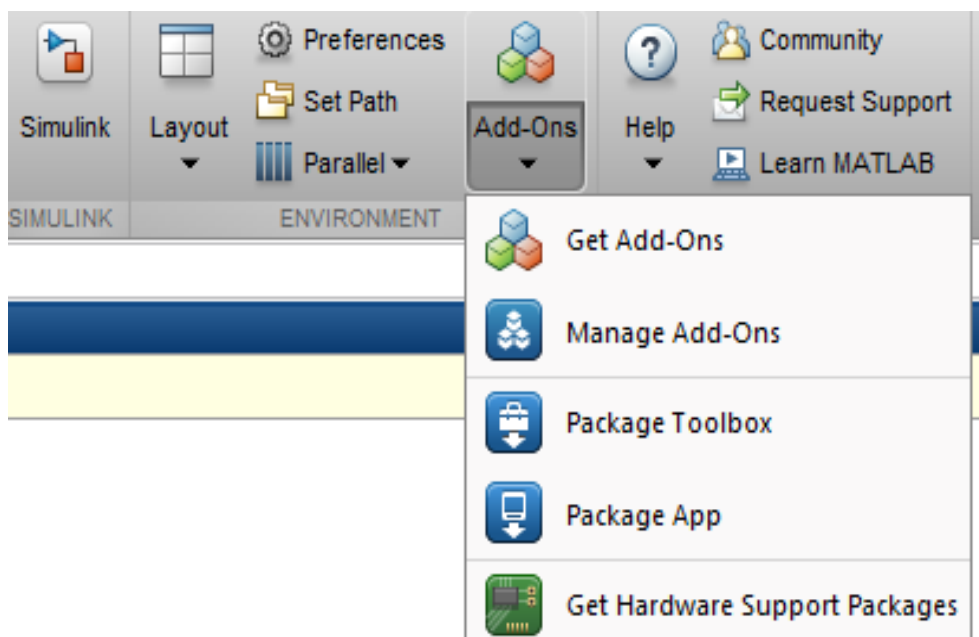 Simulink
Layout
Preferences
Set Path
Parallel
Add-Ons
Help
Community
Request Support
Learn MATLAB
SIMULINK
ENVIRONMENT
Get Add-Ons
Manage Add-Ons
Package Toolbox
Package App
Get Hardware Support Packages